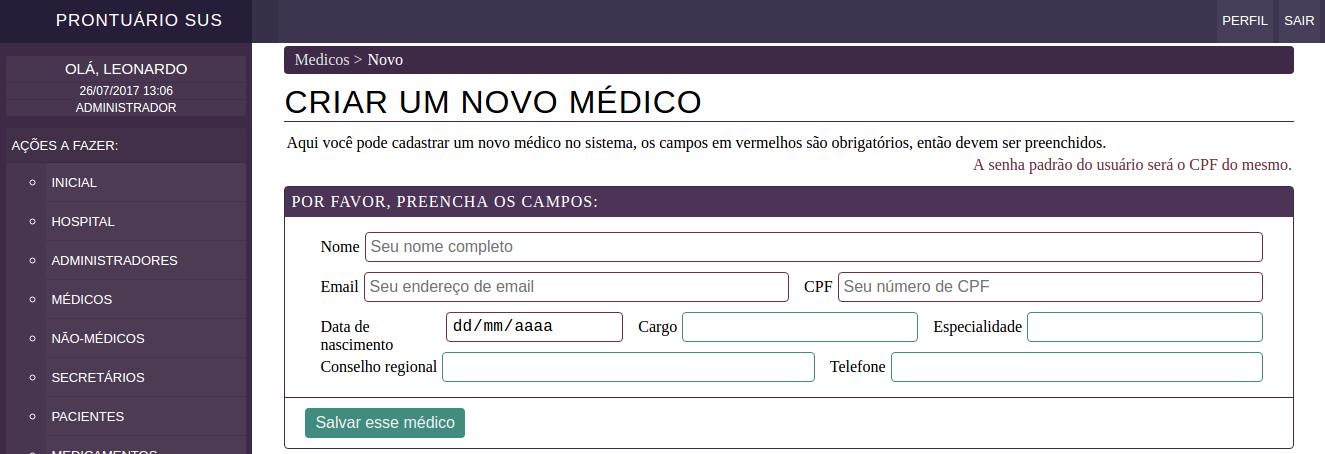 PRONTUÁRIO SUS
PERFIL SAIR
OLÁ, LEONARDO
26/07/2017 13:06
ADMINISTRADOR
AÇÕES A FAZER:
INICIAL
HOSPITAL
ADMINISTRADORES
MÉDICOS
NÃO-MÉDICOS
SECRETÁRIOS
PACIENTES
MEDICAMENTOS
Medicos > Novo
CRIAR UM NOVO MÉDICO
Aqui você pode cadastrar um novo médico no sistema, os campos em vermelhos são obrigatórios, então devem ser preenchidos.
A senha padrão do usuário será o CPF do mesmo.
POR FAVOR, PREENCHA OS CAMPOS:
Nome Seu nome completo
Email Seu endereço de email CPF Seu número de CPF
Data de nascimento dd/mm/aaaa Cargo Especialidade
Conselho regional Telefone
Salvar esse médico